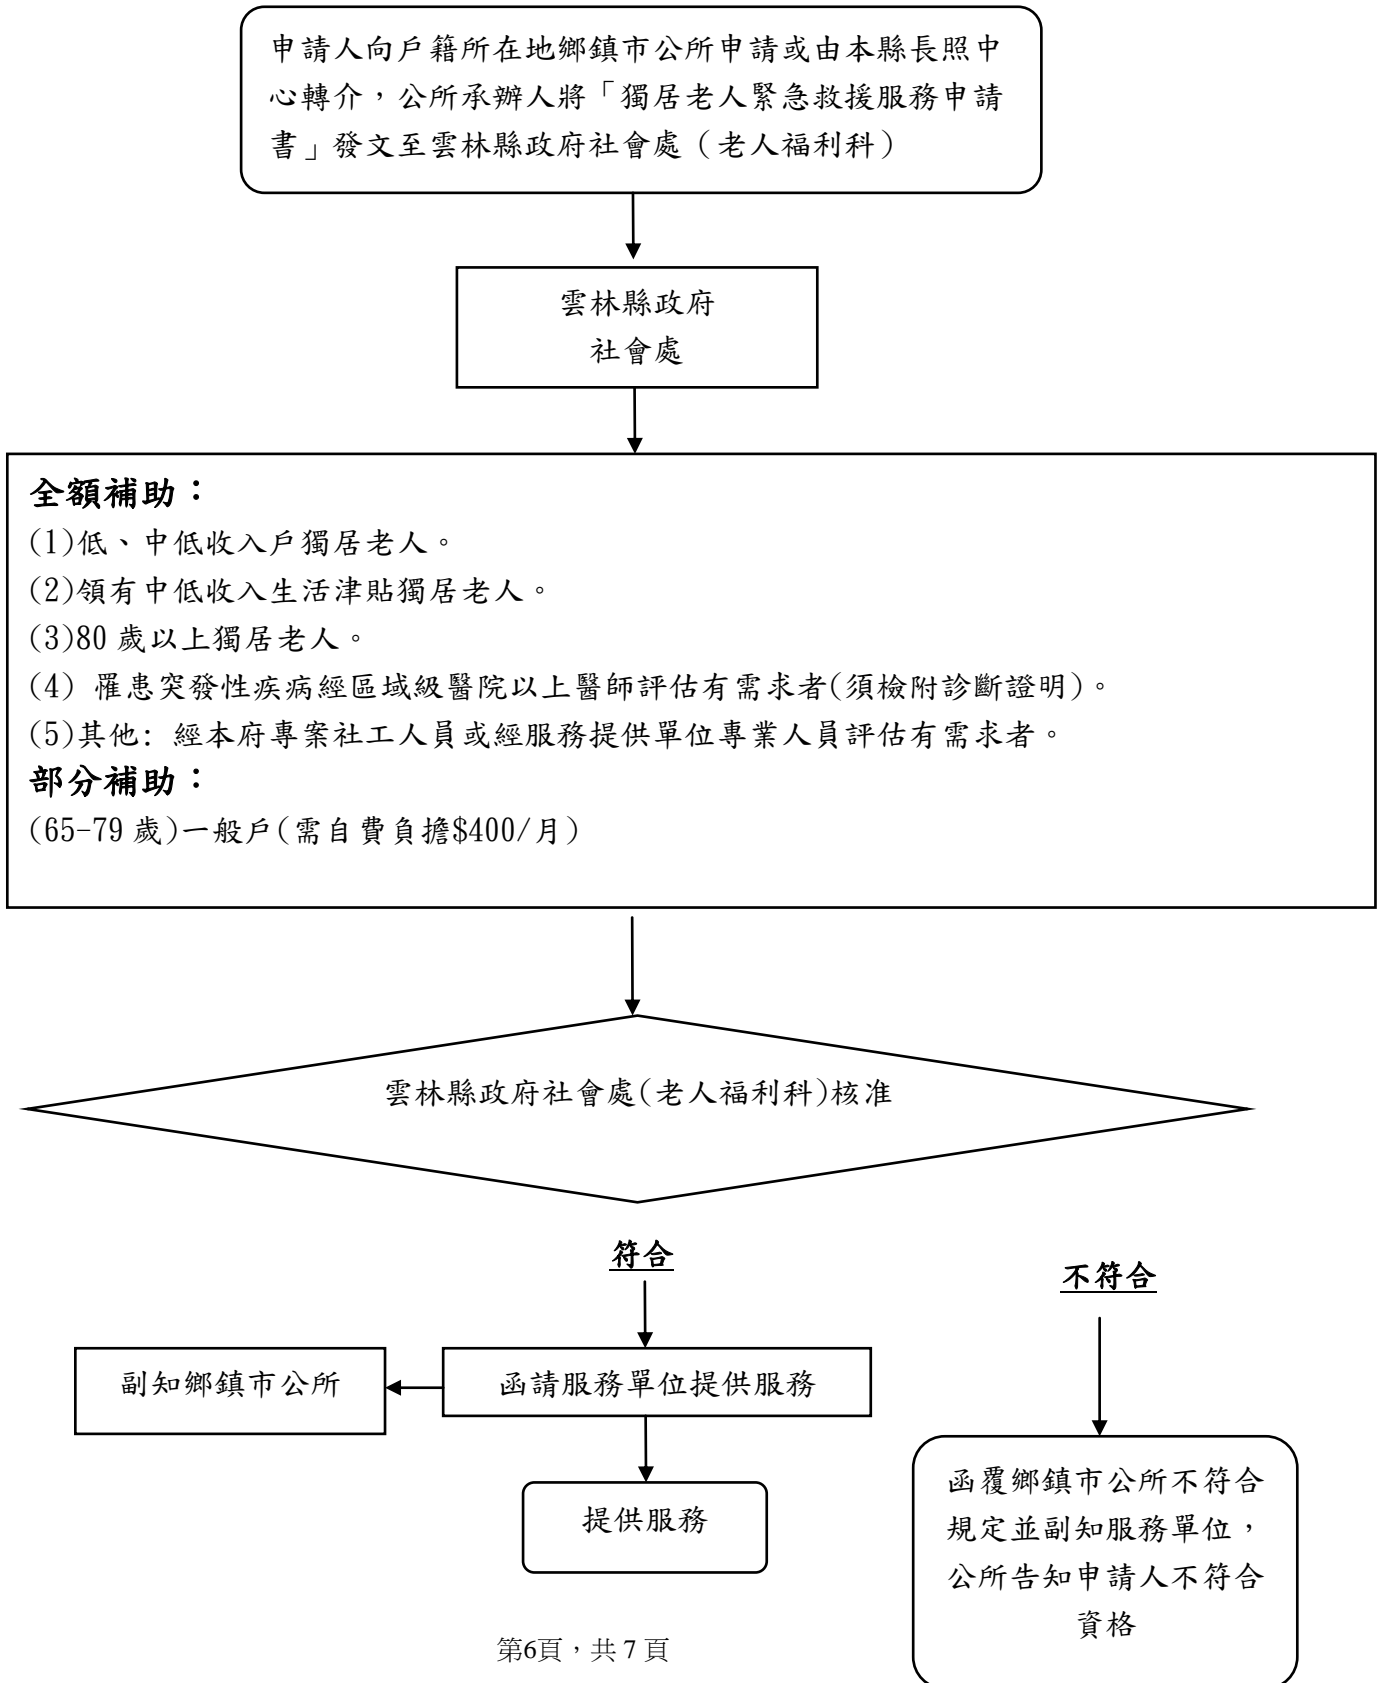 申請人向戶籍所在地鄉鎮市公所申請或由本縣長照中
心轉介，公所承辦人將「獨居老人緊急救援服務申請
書」發文至雲林縣政府社會處（老人福利科）
雲林縣政府
社會處
全額補助：
(1)低、中低收入戶獨居老人。
(2)領有中低收入生活津貼獨居老人。
(3)80 歲以上獨居老人。
(4) 罹患突發性疾病經區域級醫院以上醫師評估有需求者(須檢附診斷證明)。
(5)其他: 經本府專案社工人員或經服務提供單位專業人員評估有需求者。
部分補助：
(65-79 歲)一般戶(需自費負擔$400/月)
雲林縣政府社會處(老人福利科)核准
符合
不符合
副知鄉鎮市公所
函請服務單位提供服務
提供服務
函覆鄉鎮市公所不符合
規定並副知服務單位，
公所告知申請人不符合
資格
第6頁，共 7 頁